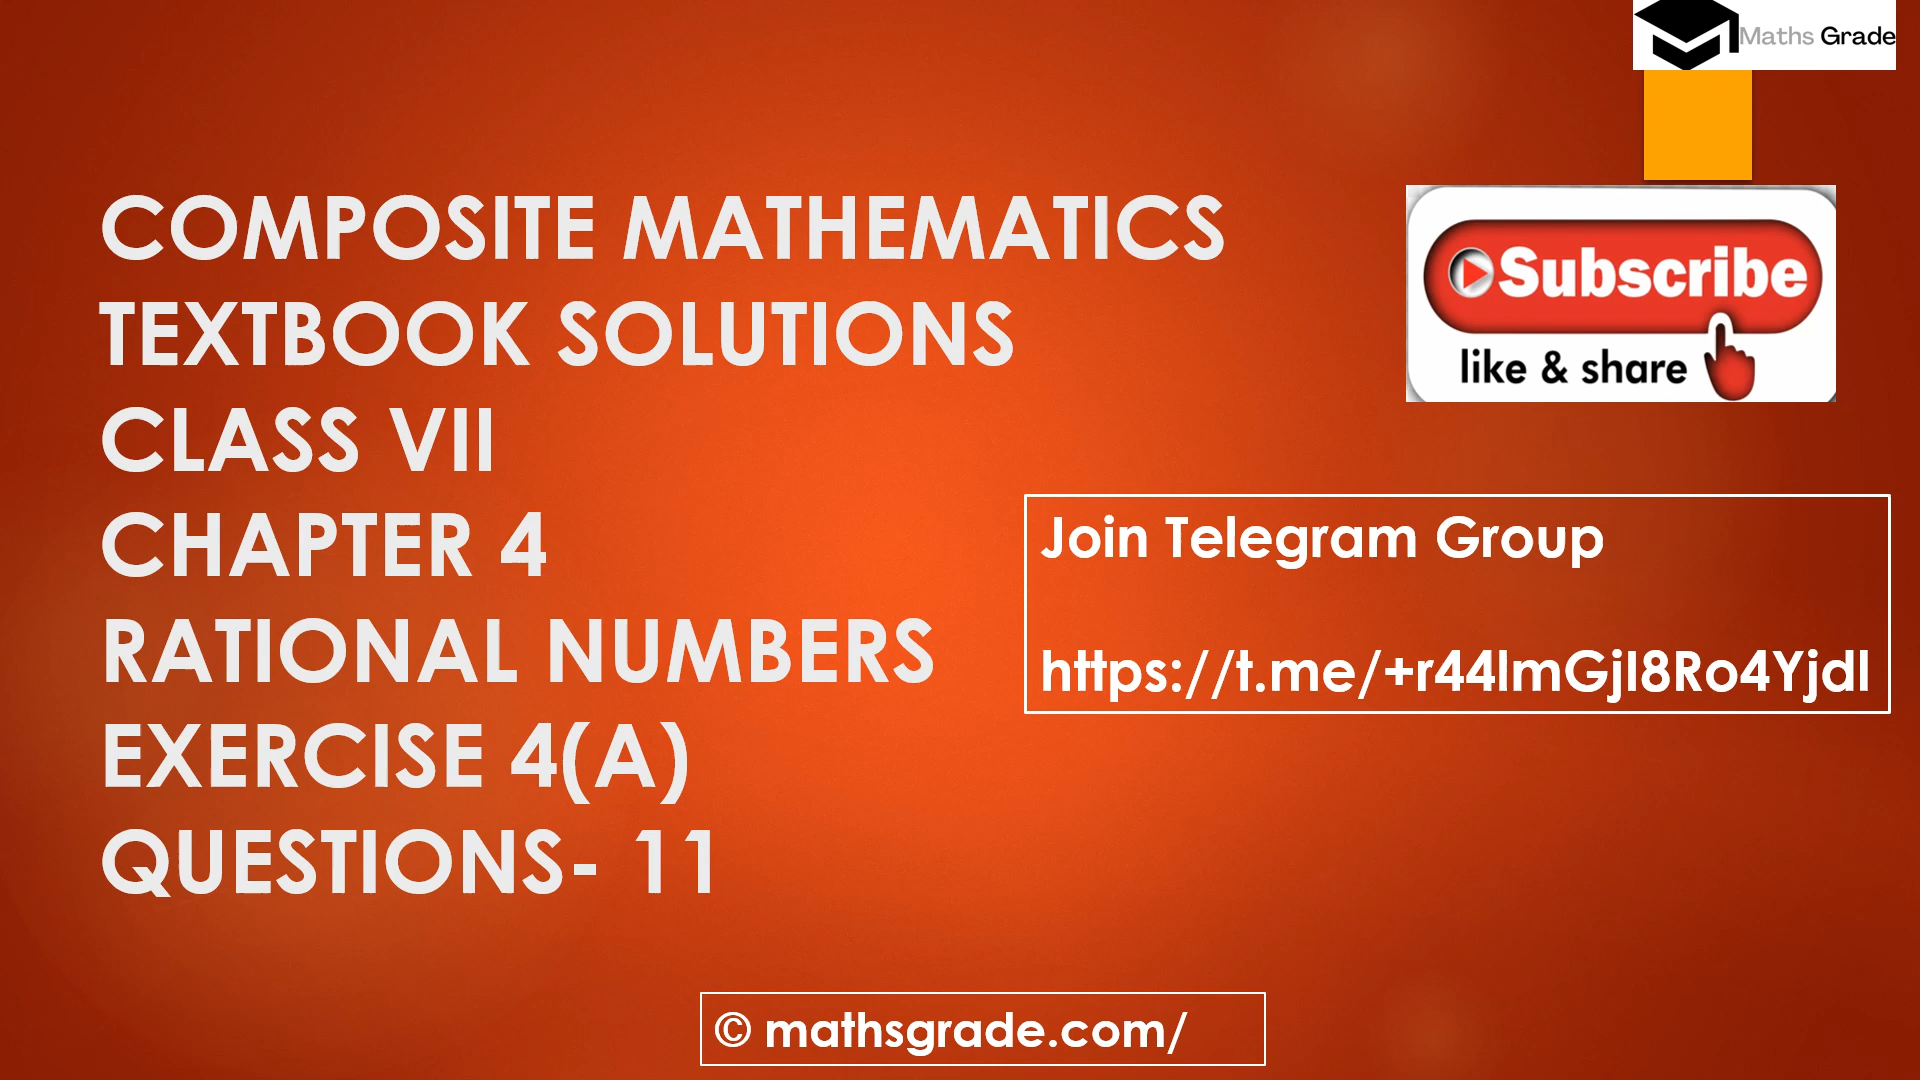 Maths Grade
COMPOSITE MATHEMATICS
TEXTBOOK SOLUTIONS
CLASS VII
CHAPTER 4
RATIONAL NUMBERS
EXERCISE 4(A)
QUESTIONS- 11
Subscribe
like & share
Join Telegram Group
https://t.me/+r44lmGjI8Ro4Yjdl
© mathsgrade.com/